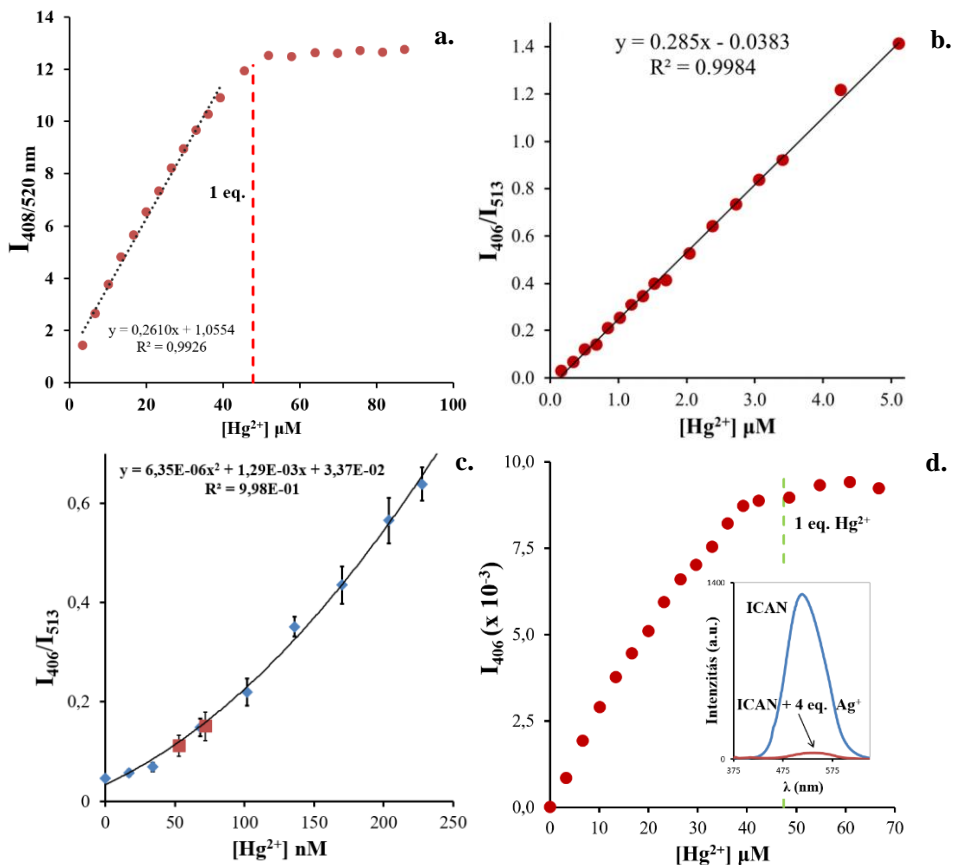 a.
I408/520 nm
14
12
10
8
6
4
2
0
1 eq.
y = 0,2610x + 1,0554
R² = 0,9926
0 20 40 60 80 100
[Hg²⁺] µM
b.
y = 0.285x - 0.0383
R² = 0.9984
I406/I513
1.4
1.2
1.0
0.8
0.6
0.4
0.2
0.0
0.0 1.0 2.0 3.0 4.0 5.0
[Hg²⁺] µM
c.
y = 6,35E-06x² + 1,29E-03x + 3,37E-02
R² = 9,98E-01
I406/I513
0,6
0,4
0,2
0
0 50 100 150 200 250
[Hg²⁺] nM
d.
I406 (x 10⁻³)
10,0
7,5
5,0
2,5
0,0
1 eq. Hg²⁺
1400
ICAN
Intenzitás (a.u.)
ICAN + 4 eq. Ag⁺
0
375 475 575
λ (nm)
0 10 20 30 40 50 60 70
[Hg²⁺] µM